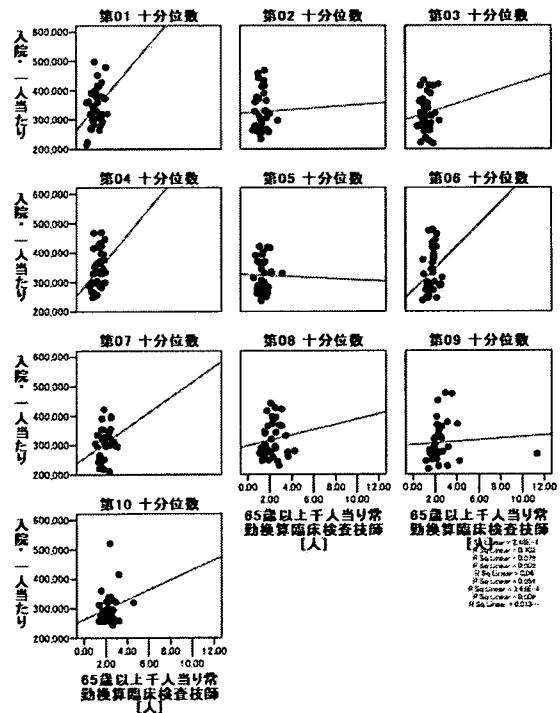 第01 十分位数
第02 十分位数
第03 十分位数
入院・一人当たり
600,000
500,000
400,000
300,000
200,000
第04 十分位数
第05 十分位数
第06 十分位数
入院・一人当たり
600,000
500,000
400,000
300,000
200,000
第07 十分位数
第08 十分位数
第09 十分位数
入院・一人当たり
600,000
500,000
400,000
300,000
200,000
0.00 4.00 8.00 12.00
2.00 6.00 10.00
0.00 4.00 8.00 12.00
2.00 6.00 10.00
65歳以上千人当り常
勤換算臨床検査技師
[人]
65歳以上千人当り常
勤換算臨床検査技師
[人]
第10 十分位数
入院・一人当たり
600,000
500,000
400,000
300,000
200,000
0.00 4.00 8.00 12.00
2.00 6.00 10.00
65歳以上千人当り常
勤換算臨床検査技師
[人]